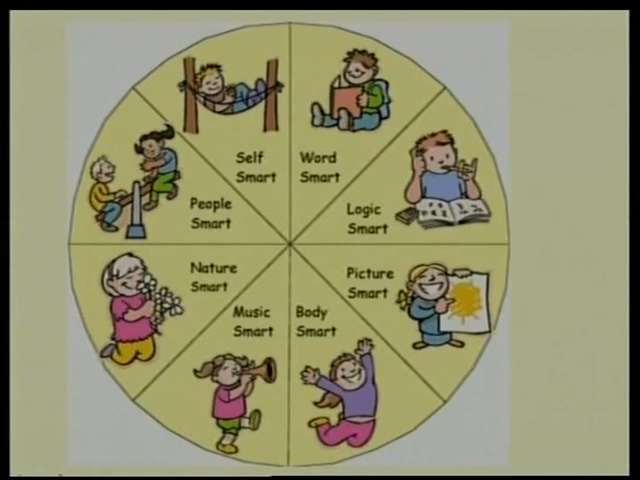 Self
Smart
Word
Smart
People
Smart
Logic
Smart
Nature
Smart
Picture
Smart
Music
Smart
Body
Smart